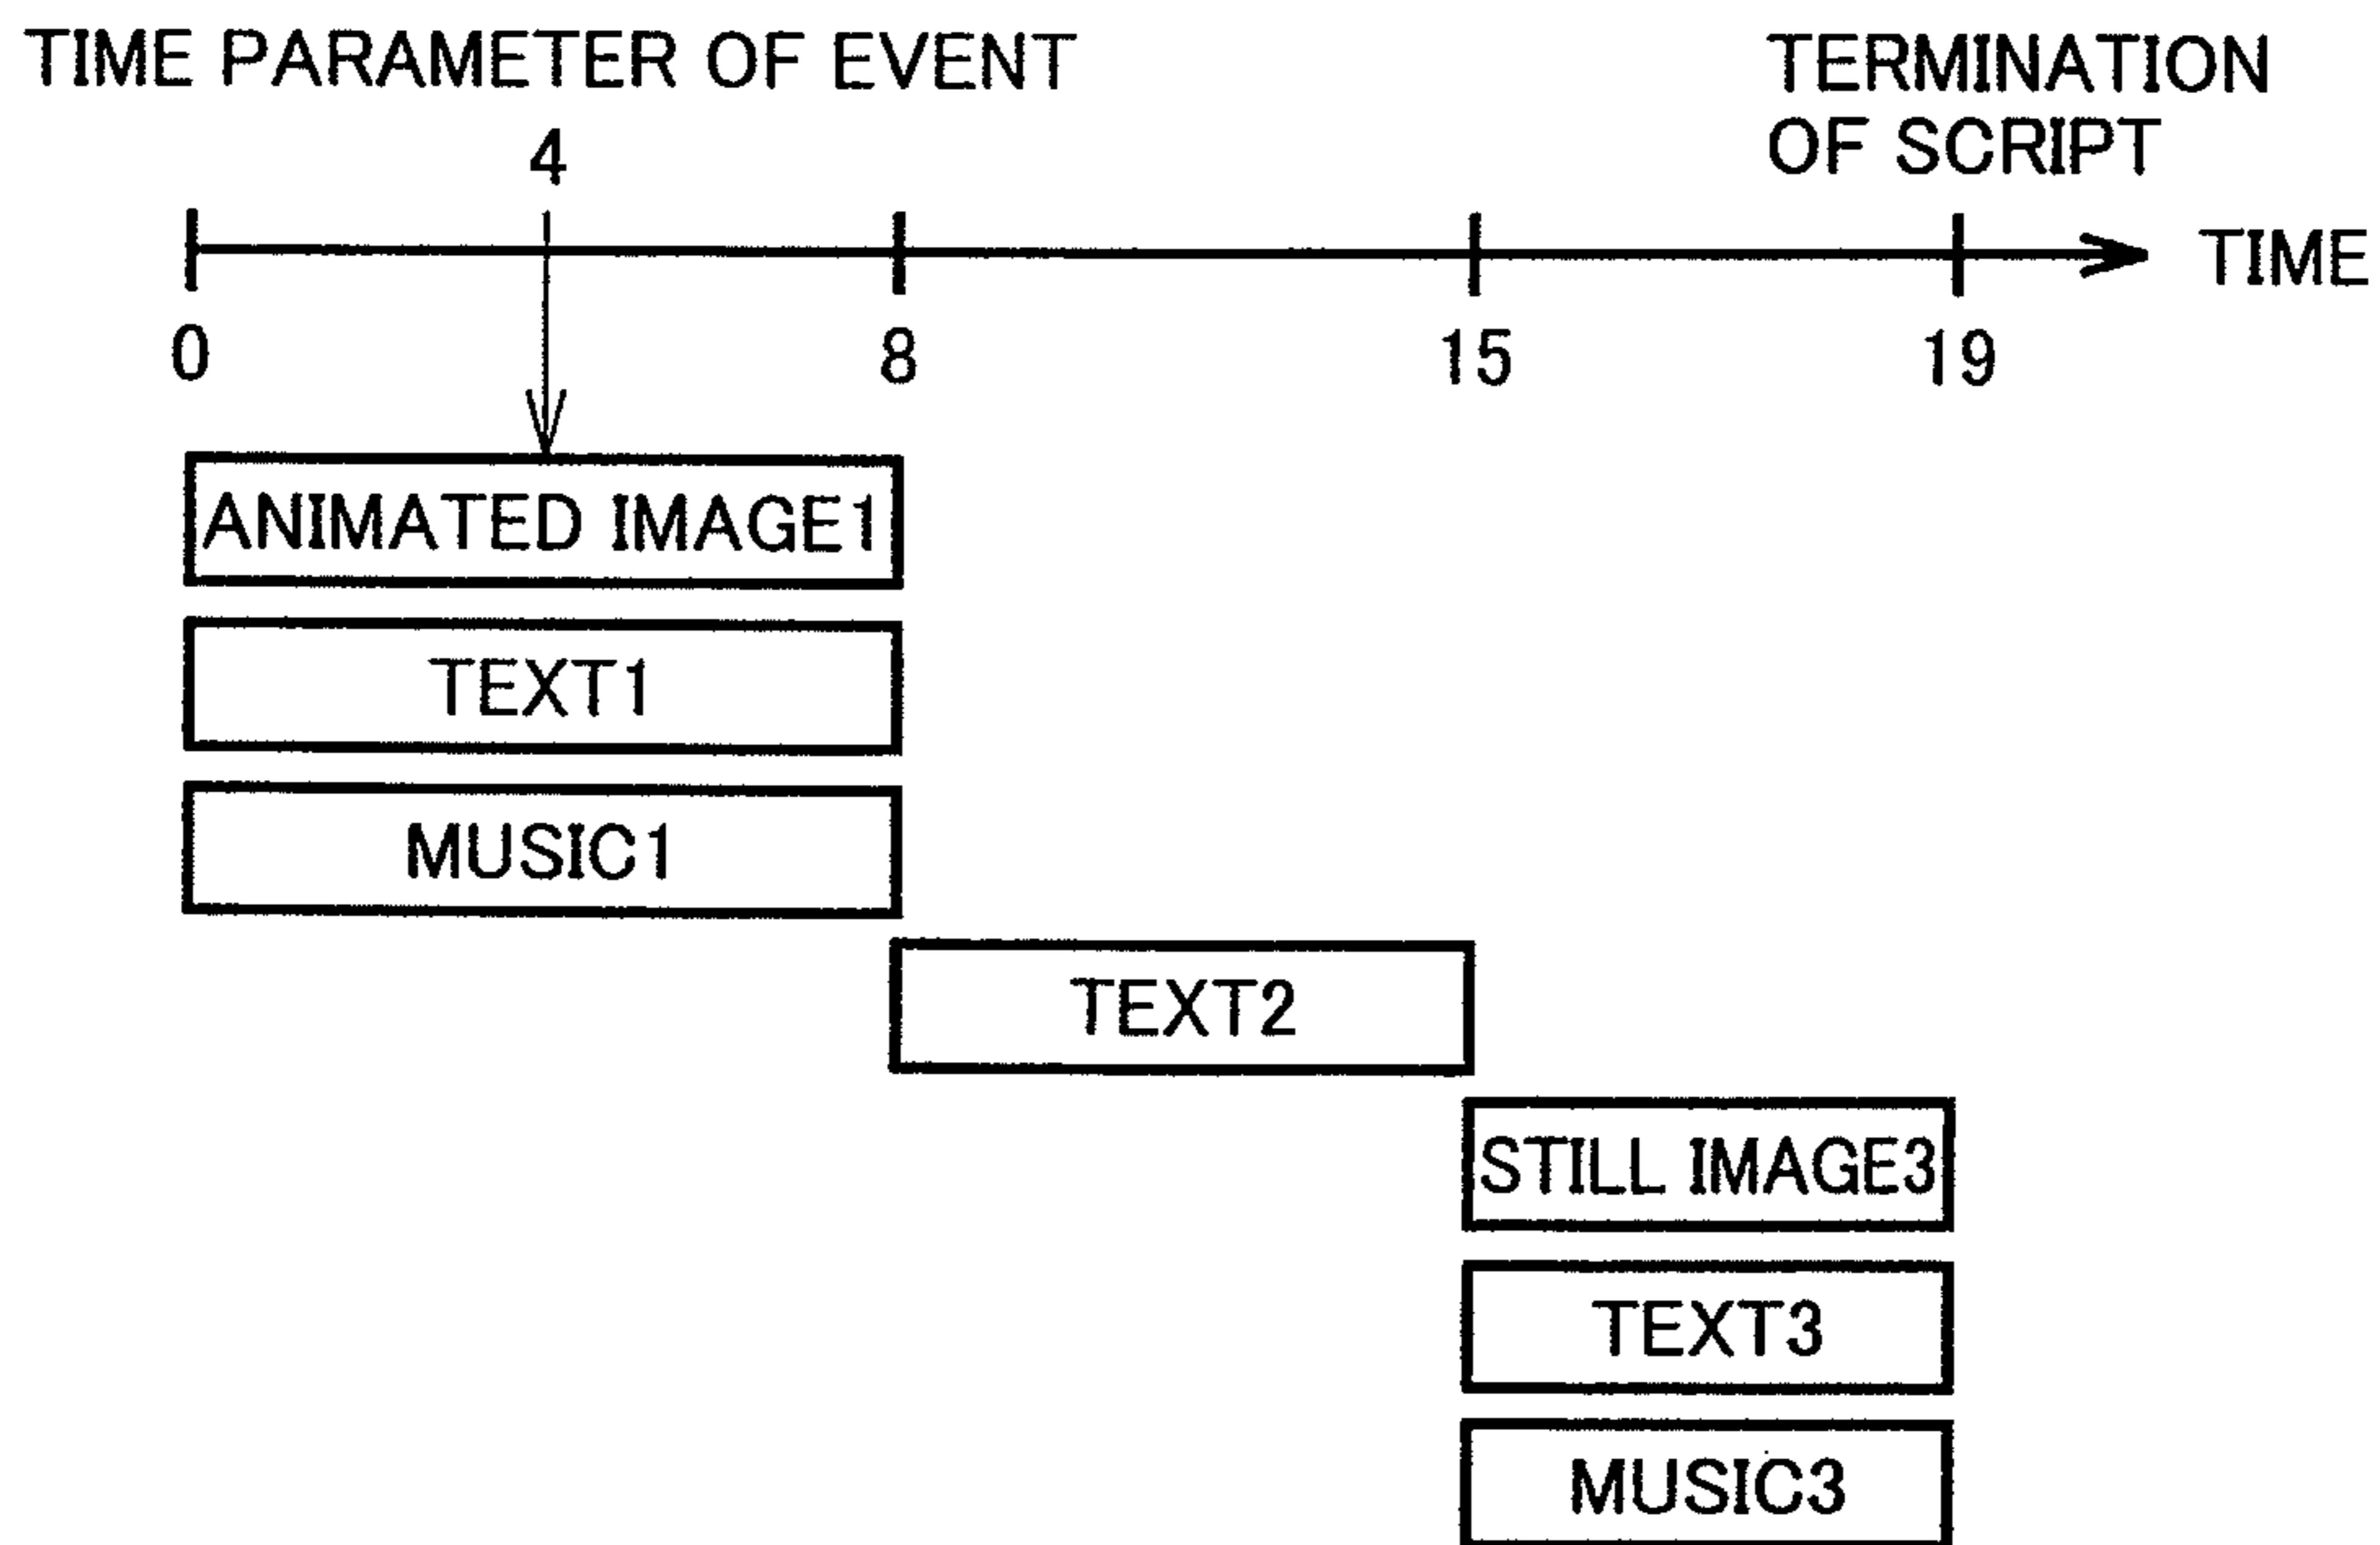 TIME PARAMETER OF EVENT
TERMINATION
OF SCRIPT
4
TIME
0
8
15
19
ANIMATED IMAGE1
TEXT1
MUSIC1
TEXT2
STILL IMAGE3
TEXT3
MUSIC3